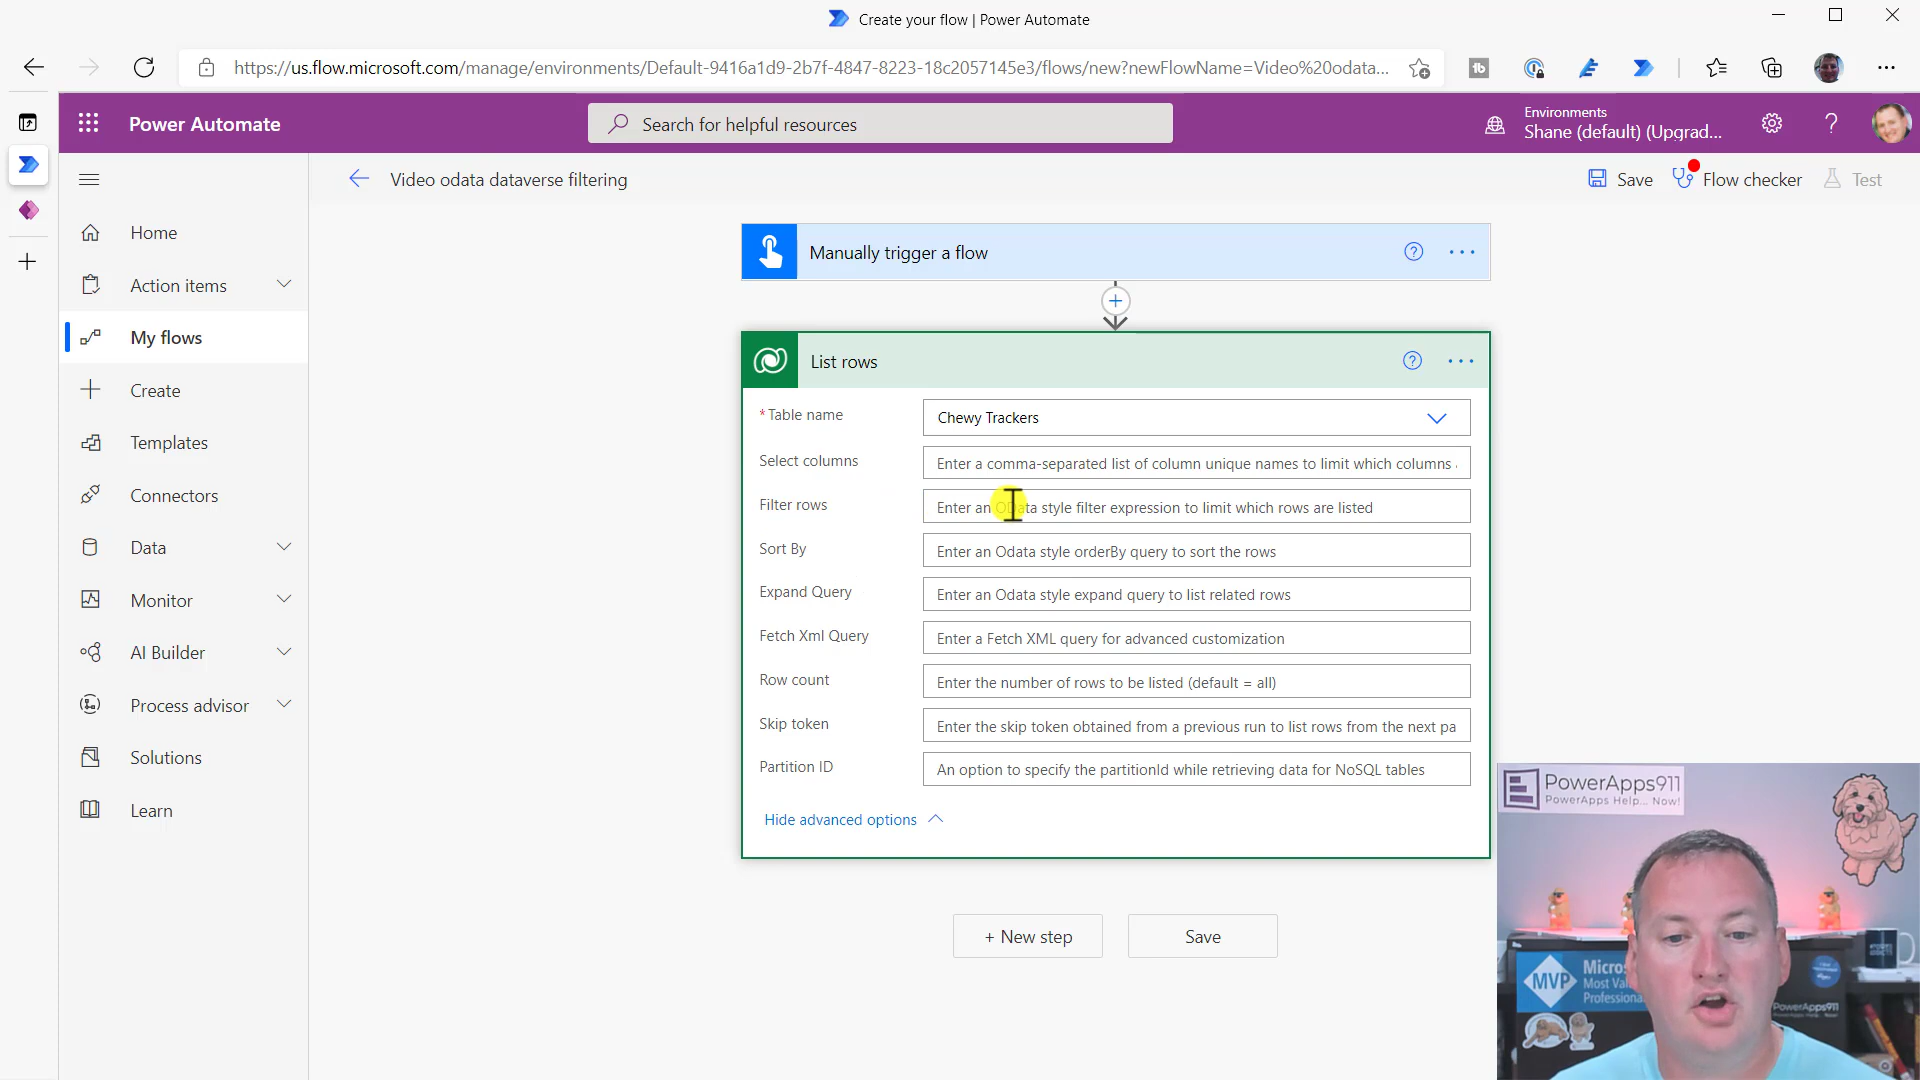 Create your flow | Power Automate
https://us.flow.microsoft.com/manage/environments/Default-9416a1d9-2b7f-4847-8223-18c2057145e3/flows/new?newFlowName=Video%20odata...
Power Automate
Search for helpful resources
Environments
Shane (default) (Upgrad...
Video odata dataverse filtering
Save
Flow checker
Test
Home
Action items
My flows
Create
Templates
Connectors
Data
Monitor
AI Builder
Process advisor
Solutions
Learn
Manually trigger a flow
List rows
* Table name
Chewy Trackers
Select columns
Enter a comma-separated list of column unique names to limit which columns
Filter rows
Enter an OData style filter expression to limit which rows are listed
Sort By
Enter an Odata style orderBy query to sort the rows
Expand Query
Enter an Odata style expand query to list related rows
Fetch Xml Query
Enter a Fetch XML query for advanced customization
Row count
Enter the number of rows to be listed (default = all)
Skip token
Enter the skip token obtained from a previous run to list rows from the next pa
Partition ID
An option to specify the partitionId while retrieving data for NoSQL tables
Hide advanced options
+ New step
Save
PowerApps911
PowerApps Help... Now!
MVP
Micros
Most Va
Professiona
PowerApps911